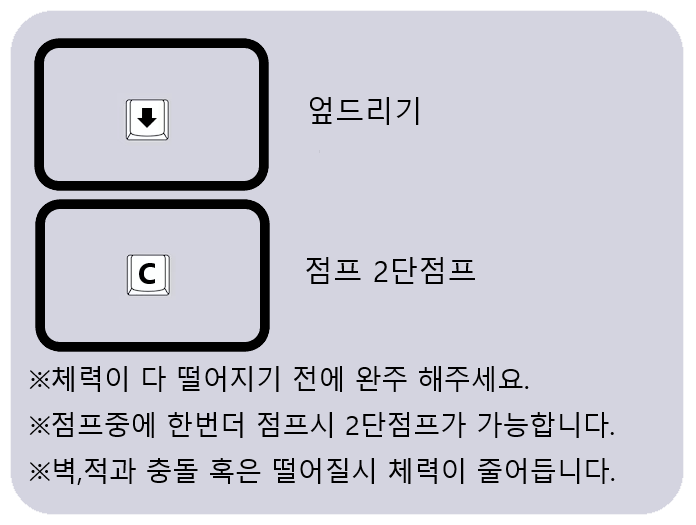 엎드리기
C
점프 2단점프
※체력이 다 떨어지기 전에 완주 해주세요.
※점프중에 한번더 점프시 2단점프가 가능합니다.
※벽,적과 충돌 혹은 떨어질시 체력이 줄어듭니다.